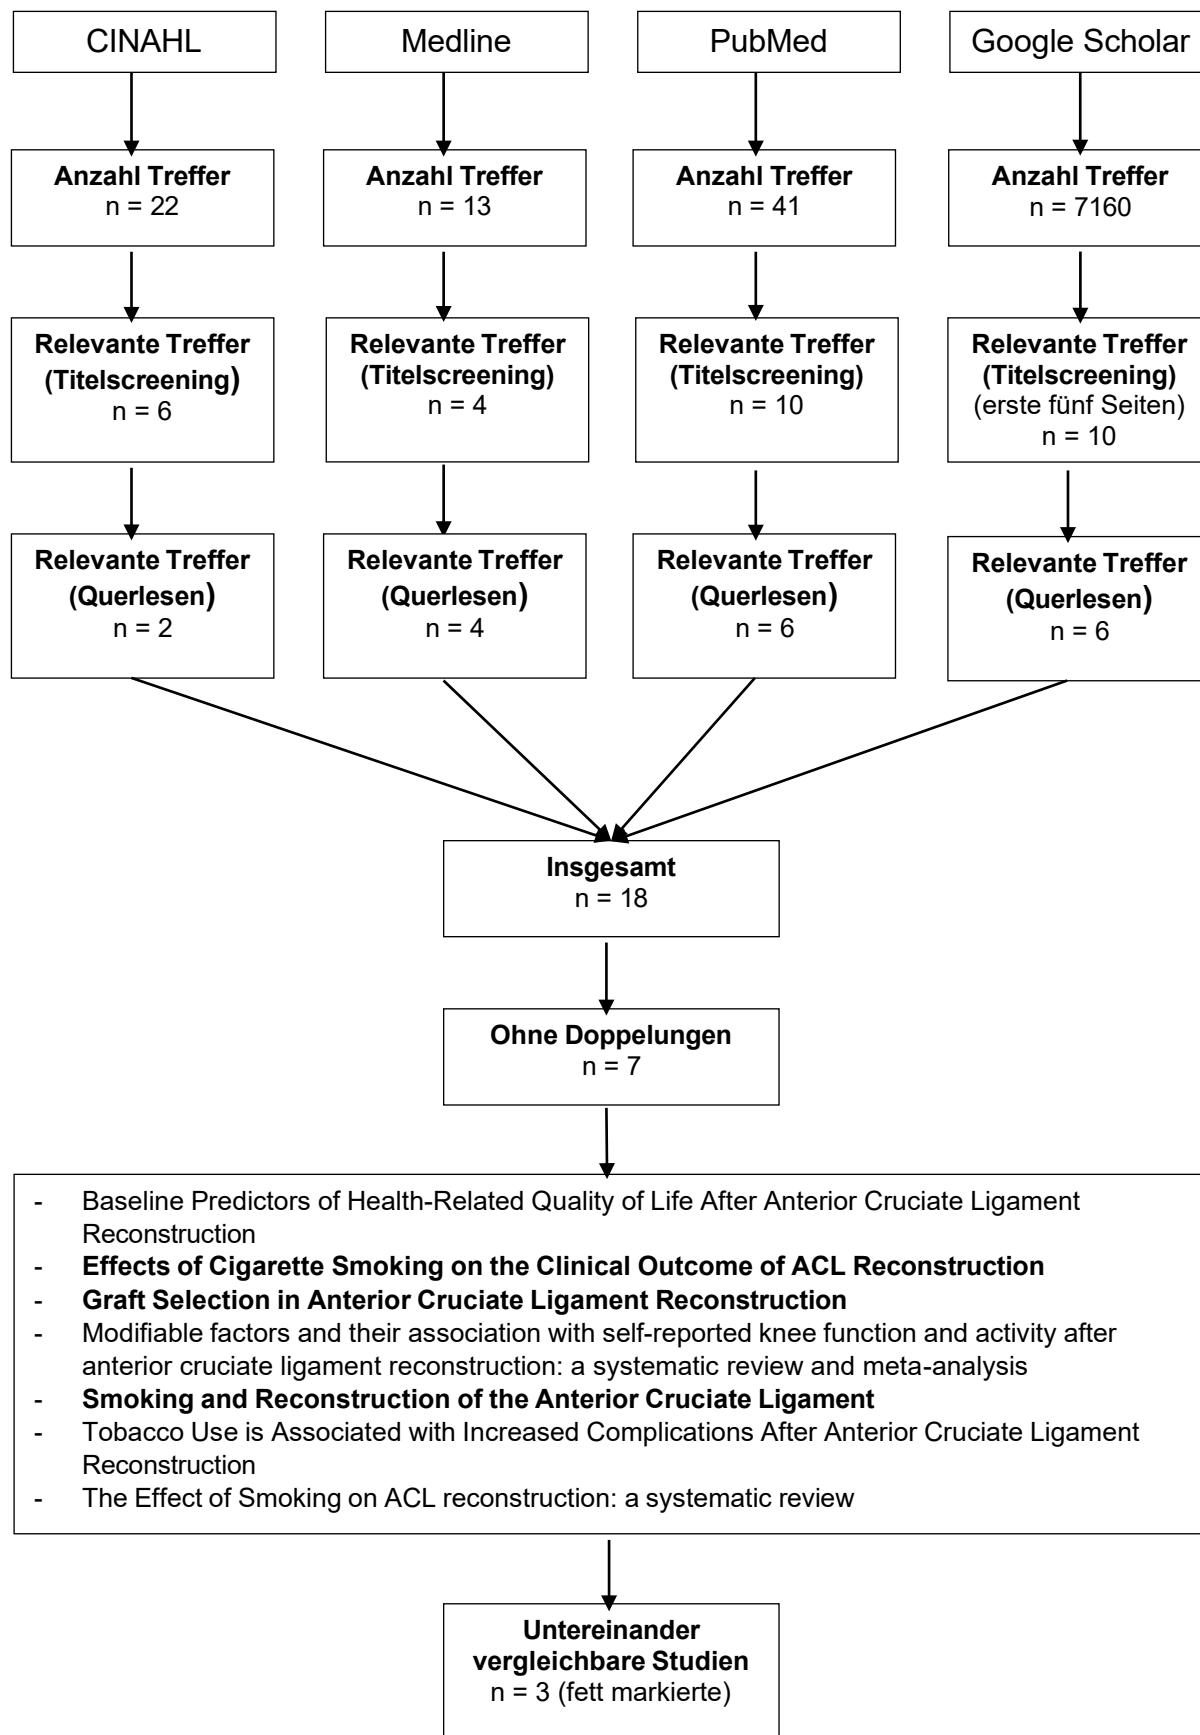 CINAHL
Medline
PubMed
Google Scholar
Anzahl Treffer
n = 22
Anzahl Treffer
n = 13
Anzahl Treffer
n = 41
Anzahl Treffer
n = 7160
Relevante Treffer
(Titelscreening)
n = 6
Relevante Treffer
(Titelscreening)
n = 4
Relevante Treffer
(Titelscreening)
n = 10
Relevante Treffer
(Titelscreening)
(erste fünf Seiten)
n = 10
Relevante Treffer
(Querlesen)
n = 2
Relevante Treffer
(Querlesen)
n = 4
Relevante Treffer
(Querlesen)
n = 6
Relevante Treffer
(Querlesen)
n = 6
Insgesamt
n = 18
Ohne Doppelungen
n = 7
- Baseline Predictors of Health-Related Quality of Life After Anterior Cruciate Ligament
Reconstruction
- Effects of Cigarette Smoking on the Clinical Outcome of ACL Reconstruction
- Graft Selection in Anterior Cruciate Ligament Reconstruction
- Modifiable factors and their association with self-reported knee function and activity after
anterior cruciate ligament reconstruction: a systematic review and meta-analysis
- Smoking and Reconstruction of the Anterior Cruciate Ligament
- Tobacco Use is Associated with Increased Complications After Anterior Cruciate Ligament
Reconstruction
- The Effect of Smoking on ACL reconstruction: a systematic review
Untereinander
vergleichbare Studien
n = 3 (fett markierte)